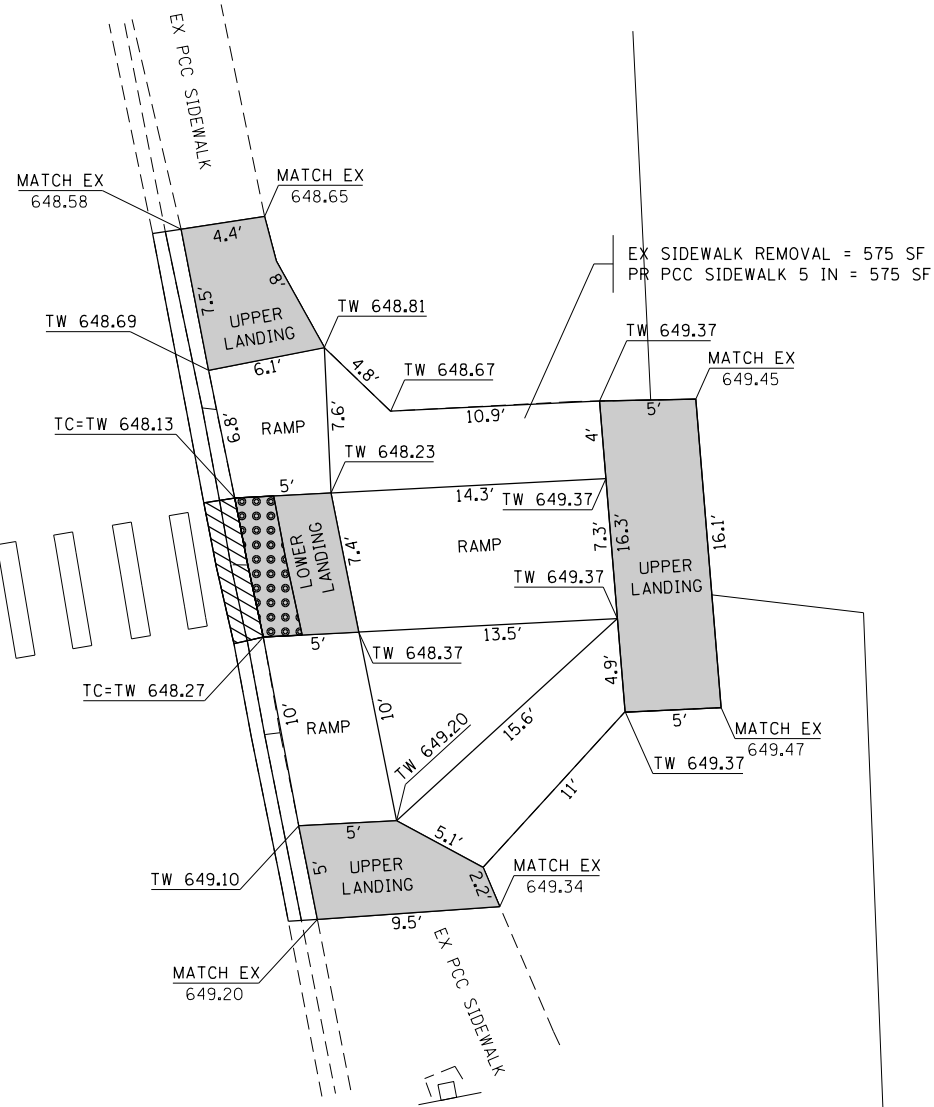 EX PCC SIDEWALK
MATCH EX
648.58
MATCH EX
648.65
4.4'
7.5'
8'
UPPER
LANDING
EX SIDEWALK REMOVAL = 575 SF
PR PCC SIDEWALK 5 IN = 575 SF
TW 648.69
TW 648.81
6.1'
4.8'
TW 648.67
TW 649.37
MATCH EX
649.45
10.9'
5'
TC=TW 648.13
6.8'
RAMP
7.6'
4'
TW 648.23
5'
14.3'
TW 649.37
LOWER
LANDING
7.4'
RAMP
7.3'
16.3'
16.1'
UPPER
LANDING
TW 649.37
5'
13.5'
TW 648.37
4.9'
TC=TW 648.27
10'
RAMP
10'
TW 649.20
15.6'
5'
MATCH EX
649.47
TW 649.37
11'
5'
5.1'
TW 649.10
5'
UPPER
LANDING
2.2'
MATCH EX
649.34
9.5'
MATCH EX
649.20
EX PCC SIDEWALK